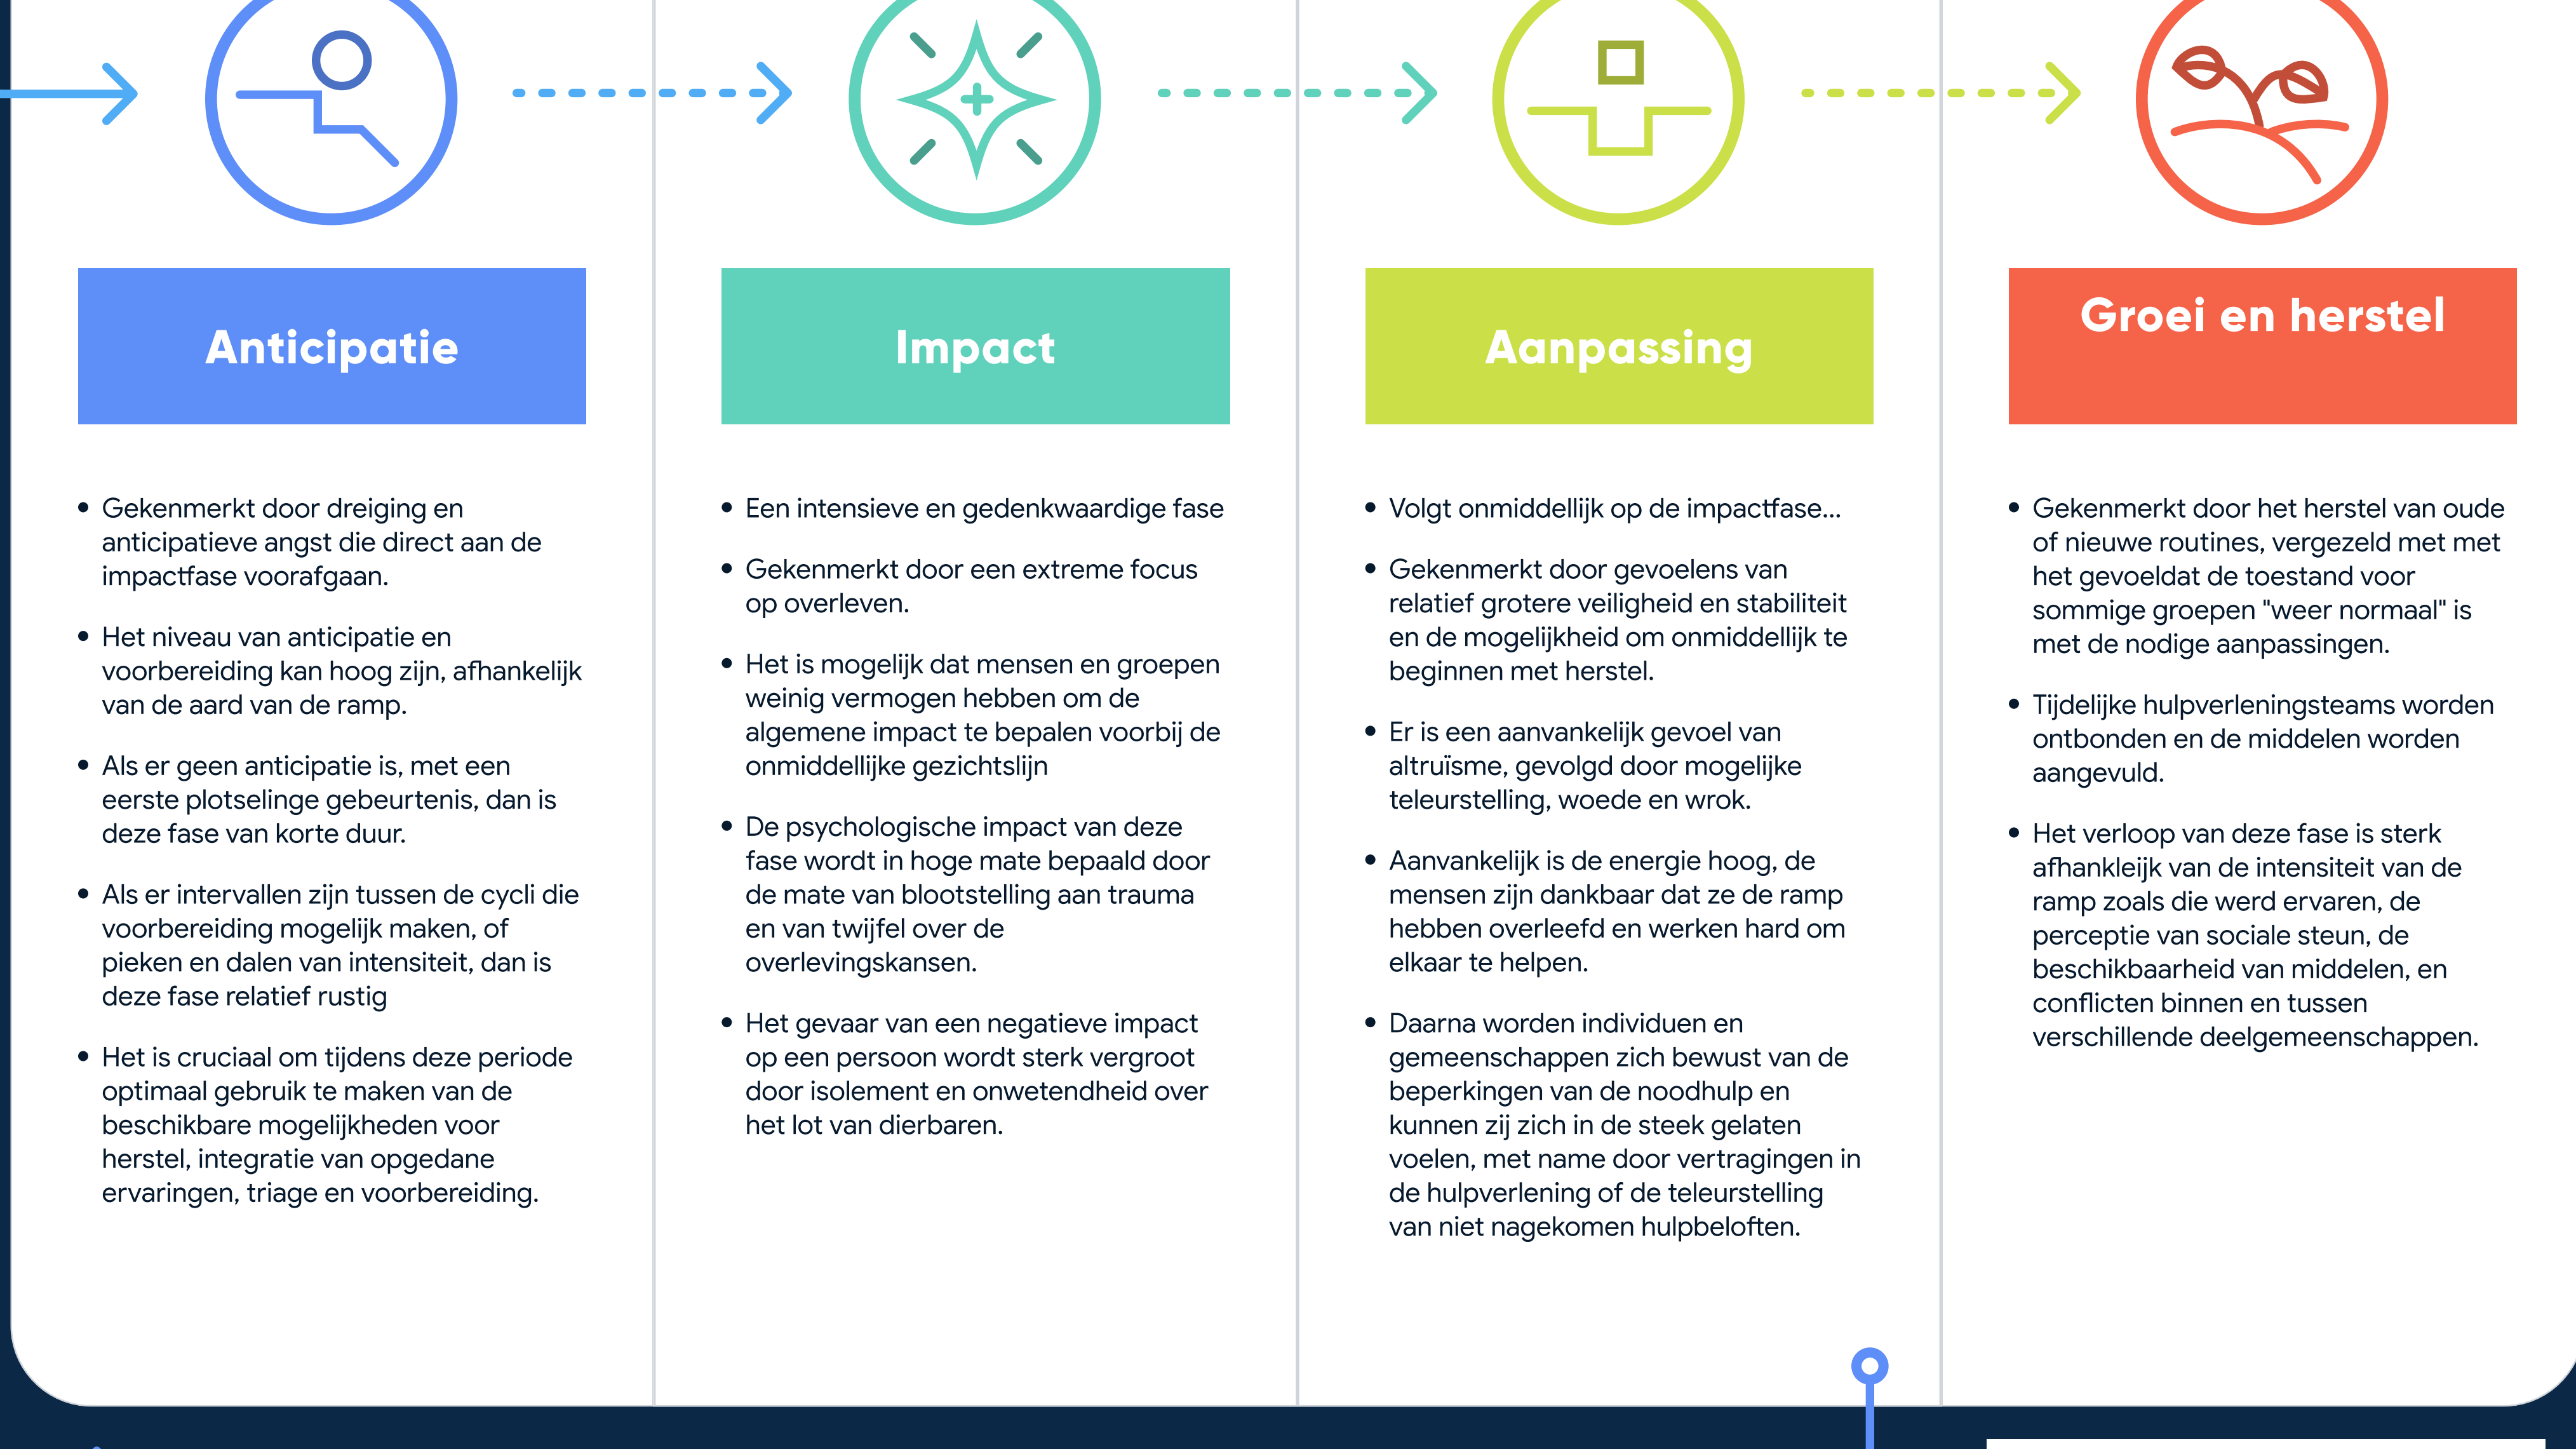 Anticipatie
• Gekenmerkt door dreiging en
anticipatieve angst die direct aan de
impactfase voorafgaan.
• Het niveau van anticipatie en
voorbereiding kan hoog zijn, afhankelijk
van de aard van de ramp.
• Als er geen anticipatie is, met een
eerste plotselinge gebeurtenis, dan is
deze fase van korte duur.
• Als er intervallen zijn tussen de cycli die
voorbereiding mogelijk maken, of
pieken en dalen van intensiteit, dan is
deze fase relatief rustig
• Het is cruciaal om tijdens deze periode
optimaal gebruik te maken van de
beschikbare mogelijkheden voor
herstel, integratie van opgedane
ervaringen, triage en voorbereiding.
Impact
• Een intensieve en gedenkwaardige fase
• Gekenmerkt door een extreme focus
op overleven.
• Het is mogelijk dat mensen en groepen
weinig vermogen hebben om de
algemene impact te bepalen voorbij de
onmiddellijke gezichtslijn
• De psychologische impact van deze
fase wordt in hoge mate bepaald door
de mate van blootstelling aan trauma
en van twijfel over de
overlevingskansen.
• Het gevaar van een negatieve impact
op een persoon wordt sterk vergroot
door isolement en onwetendheid over
het lot van dierbaren.
Aanpassing
• Volgt onmiddellijk op de impactfase...
• Gekenmerkt door gevoelens van
relatief grotere veiligheid en stabiliteit
en de mogelijkheid om onmiddellijk te
beginnen met herstel.
• Er is een aanvankelijk gevoel van
altruïsme, gevolgd door mogelijke
teleurstelling, woede en wrok.
• Aanvankelijk is de energie hoog, de
mensen zijn dankbaar dat ze de ramp
hebben overleefd en werken hard om
elkaar te helpen.
• Daarna worden individuen en
gemeenschappen zich bewust van de
beperkingen van de noodhulp en
kunnen zij zich in de steek gelaten
voelen, met name door vertragingen in
de hulpverlening of de teleurstelling
van niet nagekomen hulpbeloften.
Groei en herstel
• Gekenmerkt door het herstel van oude
of nieuwe routines, vergezeld met met
het gevoeldat de toestand voor
sommige groepen "weer normaal" is
met de nodige aanpassingen.
• Tijdelijke hulpverleningsteams worden
ontbonden en de middelen worden
aangevuld.
• Het verloop van deze fase is sterk
afhankleijk van de intensiteit van de
ramp zoals die werd ervaren, de
perceptie van sociale steun, de
beschikbaarheid van middelen, en
conflicten binnen en tussen
verschillende deelgemeenschappen.